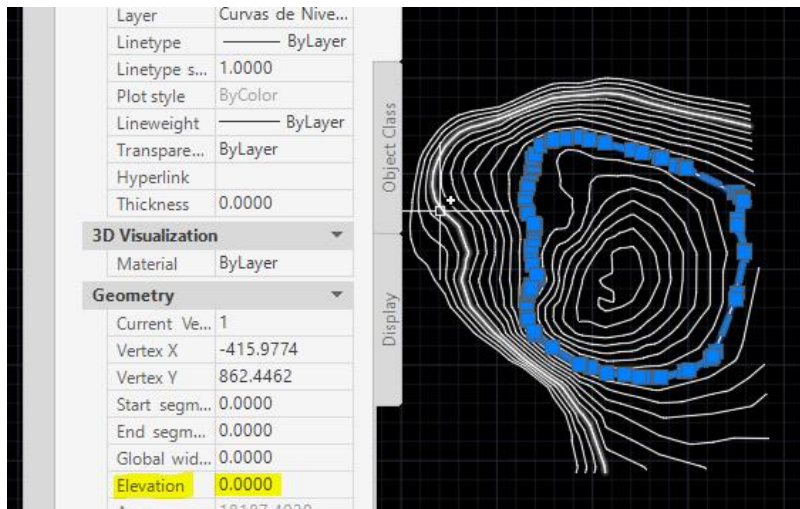 Layer Curvas de Nive...
Linetype ByLayer
Linetype s... 1.0000
Plot style ByColor
Lineweight ByLayer
Transpare... ByLayer
Hyperlink
Thickness 0.0000
3D Visualization
Material ByLayer
Geometry
Current Ve... 1
Vertex X -415.9774
Vertex Y 862.4462
Start segm... 0.0000
End segm... 0.0000
Global wid... 0.0000
Elevation 0.0000
Object Class
Display